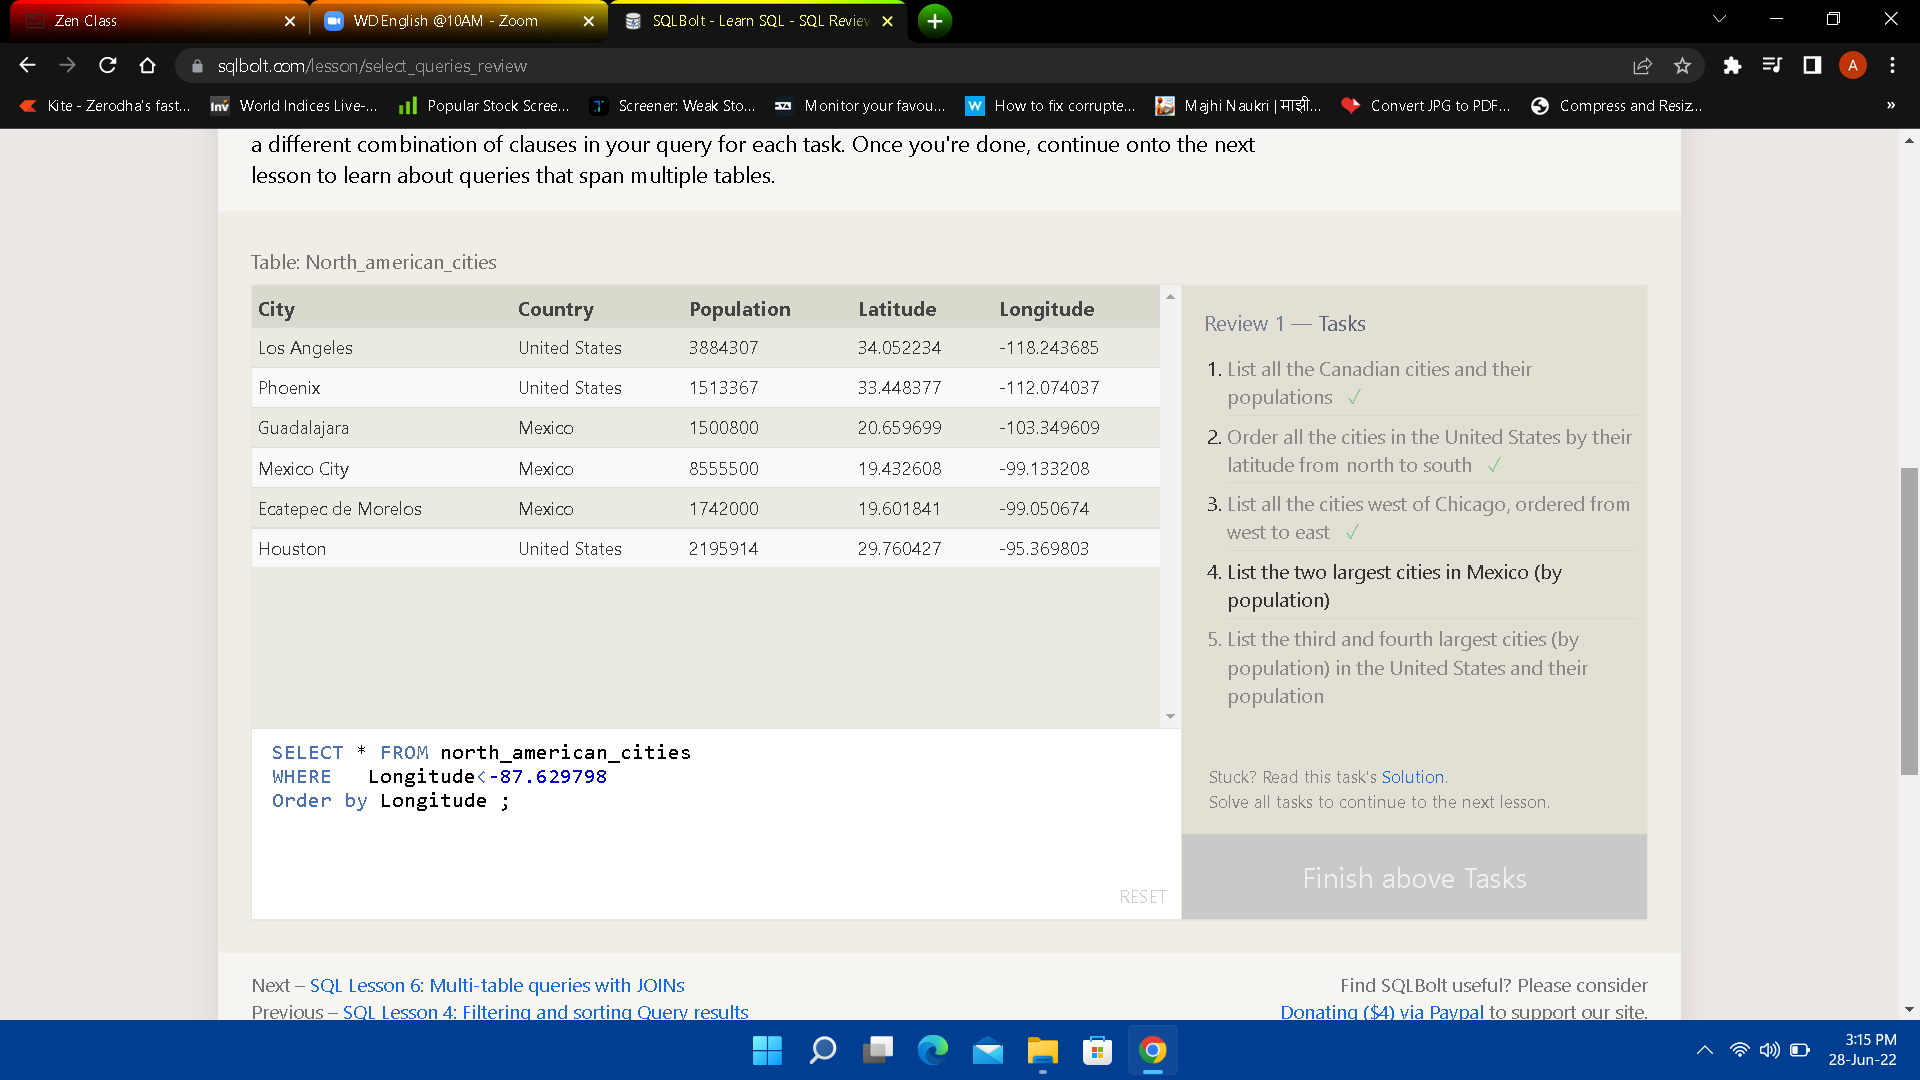 Zen Class
WD English @10AM - Zoom
SQLBolt - Learn SQL - SQL Review
sqlbolt.com/lesson/select_queries_review
A
Kite - Zerodha's fast...
World Indices Live-...
Popular Stock Scree...
Screener: Weak Sto...
Monitor your favou...
How to fix corrupte...
Majhi Naukri | माझी...
Convert JPG to PDF...
Compress and Resiz...
»
a different combination of clauses in your query for each task. Once you're done, continue onto the next
lesson to learn about queries that span multiple tables.
Table: North_american_cities
City Country Population Latitude Longitude
Los Angeles United States 3884307 34.052234 -118.243685
Phoenix United States 1513367 33.448377 -112.074037
Guadalajara Mexico 1500800 20.659699 -103.349609
Mexico City Mexico 8555500 19.432608 -99.133208
Ecatepec de Morelos Mexico 1742000 19.601841 -99.050674
Houston United States 2195914 29.760427 -95.369803
SELECT * FROM north_american_cities
WHERE   Longitude<-87.629798
Order by Longitude ;
RESET
Review 1 — Tasks
1. List all the Canadian cities and their
populations ✓
2. Order all the cities in the United States by their
latitude from north to south ✓
3. List all the cities west of Chicago, ordered from
west to east ✓
4. List the two largest cities in Mexico (by
population)
5. List the third and fourth largest cities (by
population) in the United States and their
population
Stuck? Read this task's Solution.
Solve all tasks to continue to the next lesson.
Finish above Tasks
Next – SQL Lesson 6: Multi-table queries with JOINs
Previous – SQL Lesson 4: Filtering and sorting Query results
Find SQLBolt useful? Please consider
Donating ($4) via Paypal to support our site.
3:15 PM
28-Jun-22